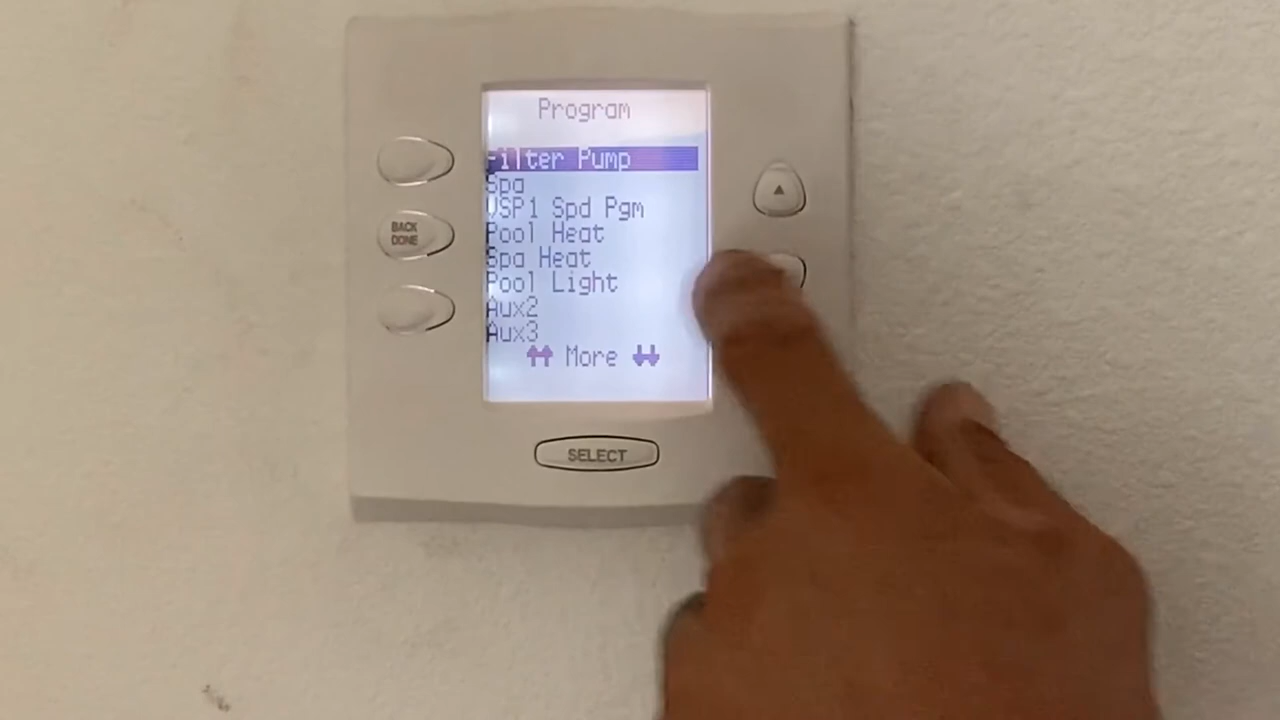 Program
Filter Pump
Spa
VSP1 Spd Pgm
Pool Heat
Spa Heat
Pool Light
Aux2
Aux3
More
BACK
DONE
SELECT